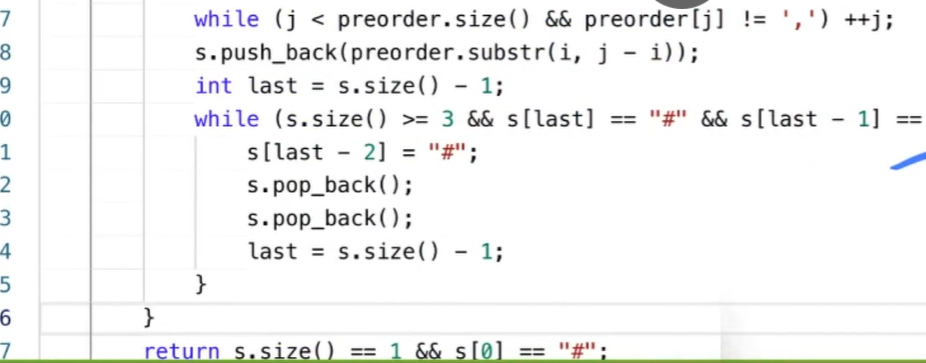 7 while (j < preorder.size() && preorder[j] != ',') ++j;
8 s.push_back(preorder.substr(i, j - i));
9 int last = s.size() - 1;
0 while (s.size() >= 3 && s[last] == "#" && s[last - 1] ==
1 s[last - 2] = "#";
2 s.pop_back();
3 s.pop_back();
4 last = s.size() - 1;
5 }
6 }
7 return s.size() == 1 && s[0] == "#";